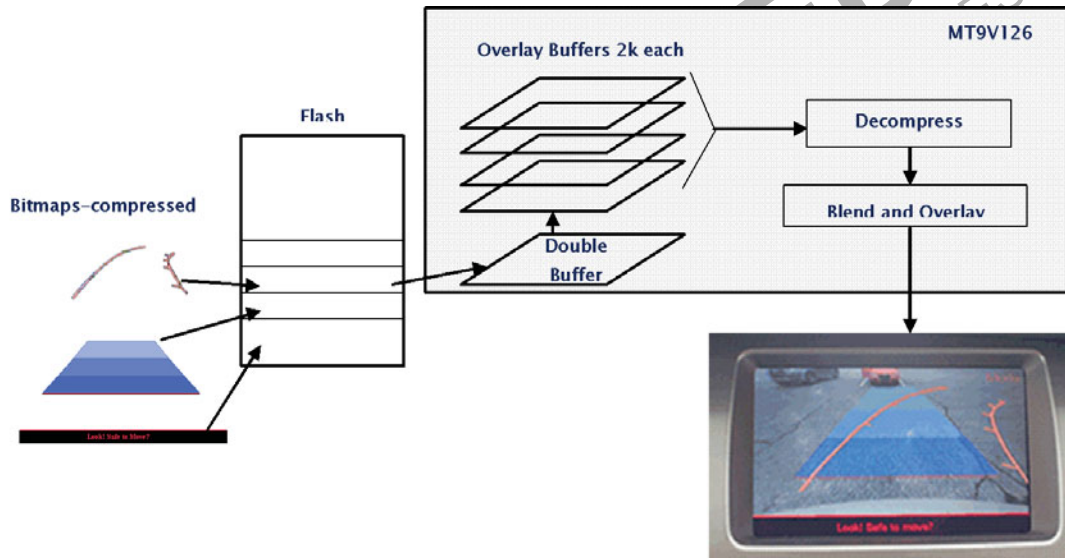 MT9V126
Overlay Buffers 2k each
Flash
Decompress
Bitmaps-compressed
Blend and Overlay
Double
Buffer
Look! Safe to Move?
Look! Safe to move?